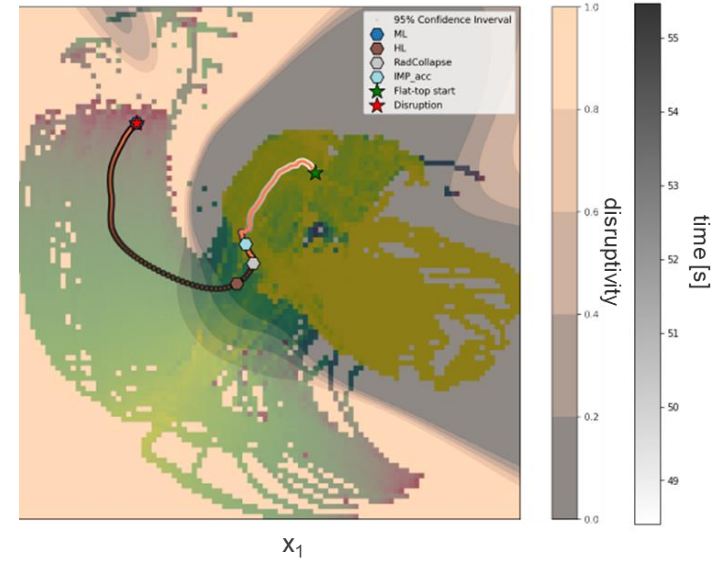 95% Confidence Inverval
ML
HL
RadCollapse
IMP_acc
Flat-top start
Disruption
1.0
0.8
0.6
0.4
0.2
0.0
disruptivity
55
54
53
52
51
50
49
time [s]
x₁